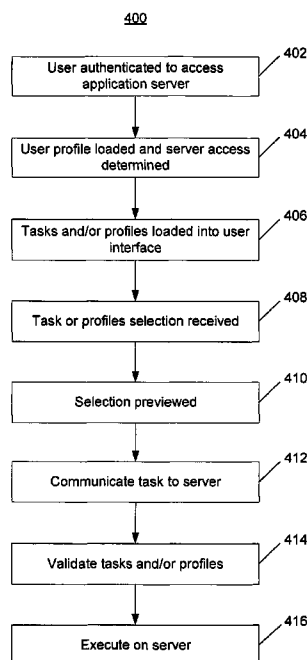 400
402
User authenticated to access
application server
404
User profile loaded and server access
determined
406
Tasks and/or profiles loaded into user
interface
408
Task or profiles selection received
410
Selection previewed
412
Communicate task to server
414
Validate tasks and/or profiles
416
Execute on server